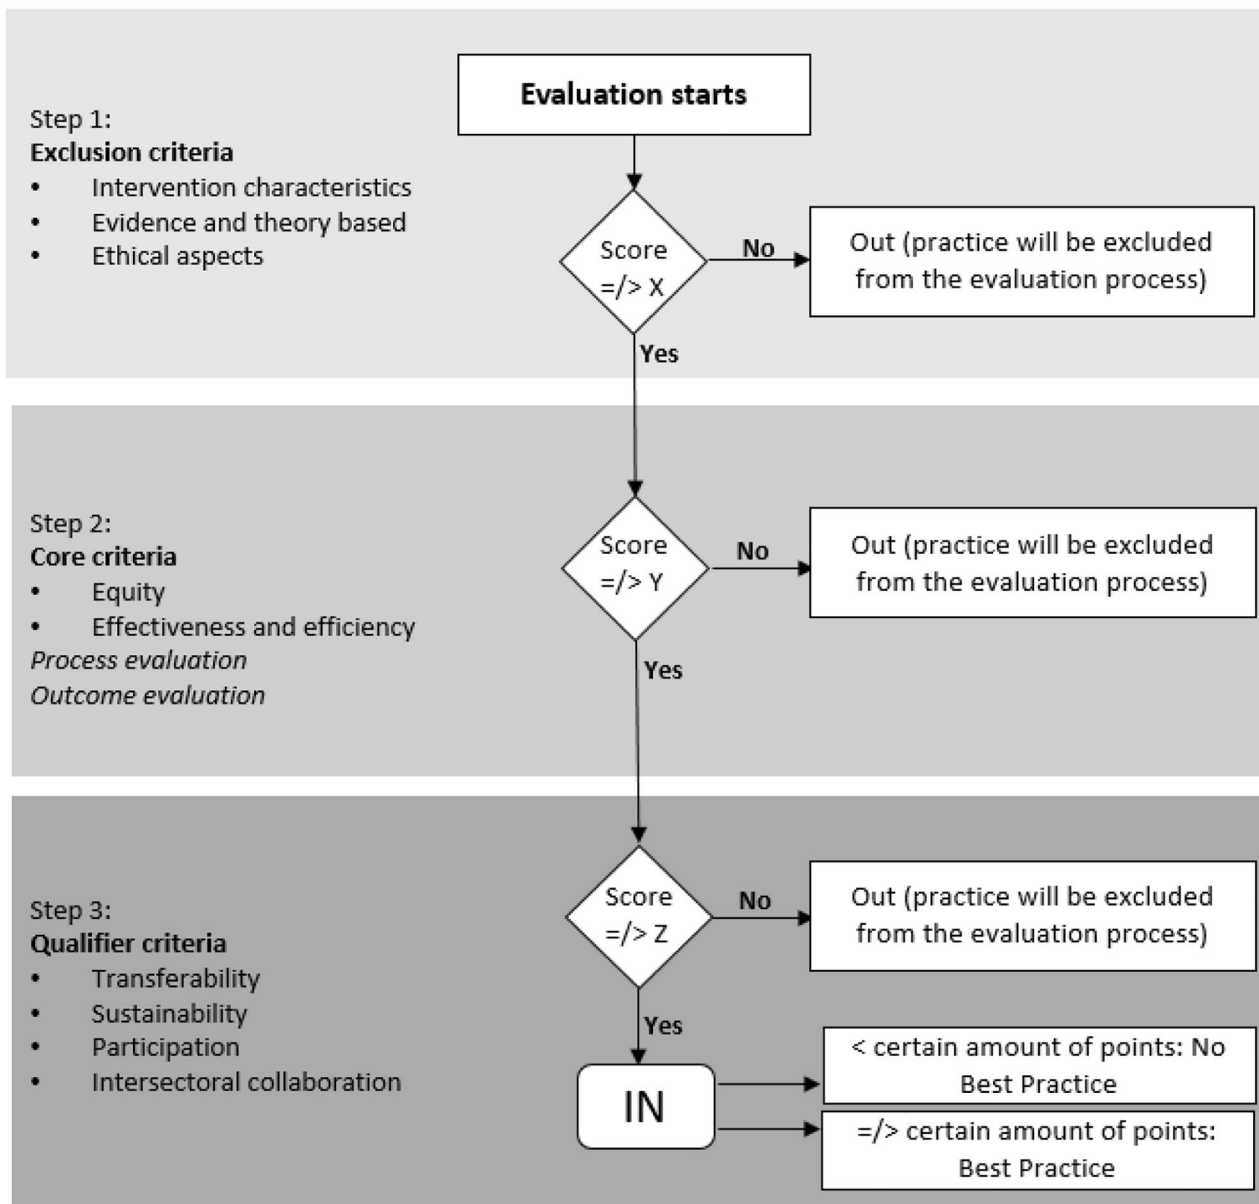 Evaluation starts
Step 1:
Exclusion criteria
• Intervention characteristics
• Evidence and theory based
• Ethical aspects
Score
=/> X
No
Out (practice will be excluded
from the evaluation process)
Yes
Step 2:
Core criteria
• Equity
• Effectiveness and efficiency
Process evaluation
Outcome evaluation
Score
=/> Y
No
Out (practice will be excluded
from the evaluation process)
Yes
Step 3:
Qualifier criteria
• Transferability
• Sustainability
• Participation
• Intersectoral collaboration
Score
=/> Z
No
Out (practice will be excluded
from the evaluation process)
Yes
IN
< certain amount of points: No
Best Practice
=/> certain amount of points:
Best Practice